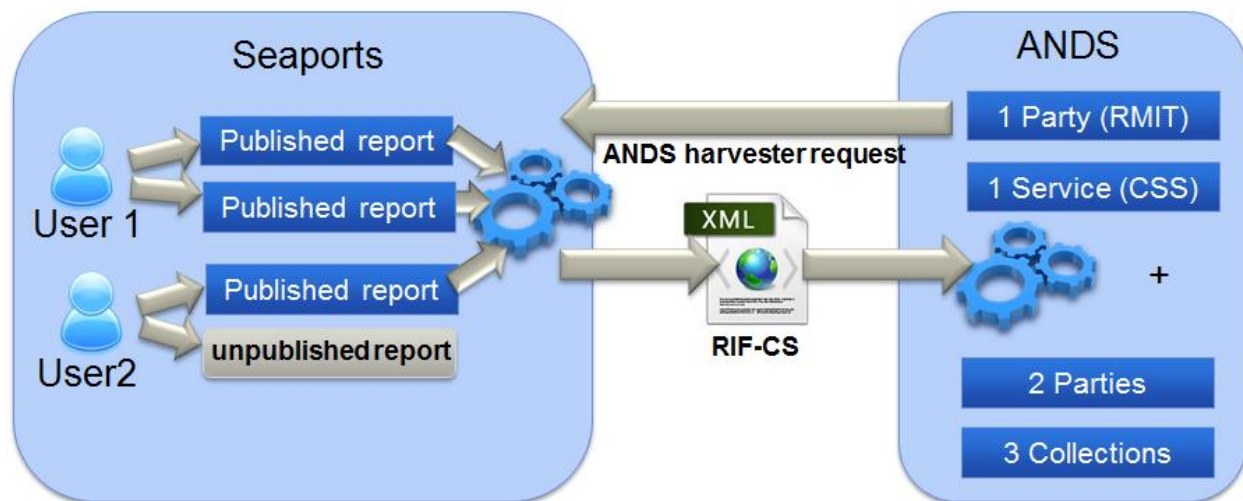 Seaports
User 1
Published report
Published report
User2
Published report
unpublished report
ANDS harvester request
XML
RIF-CS
ANDS
1 Party (RMIT)
1 Service (CSS)
+
2 Parties
3 Collections